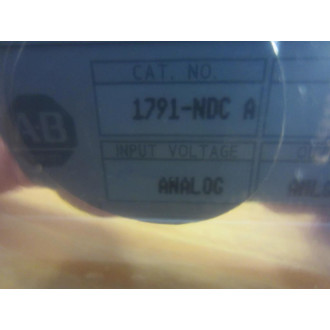 CAT. NO.
1791-NDC A
AB
INPUT VOLTAGE
ANALOG